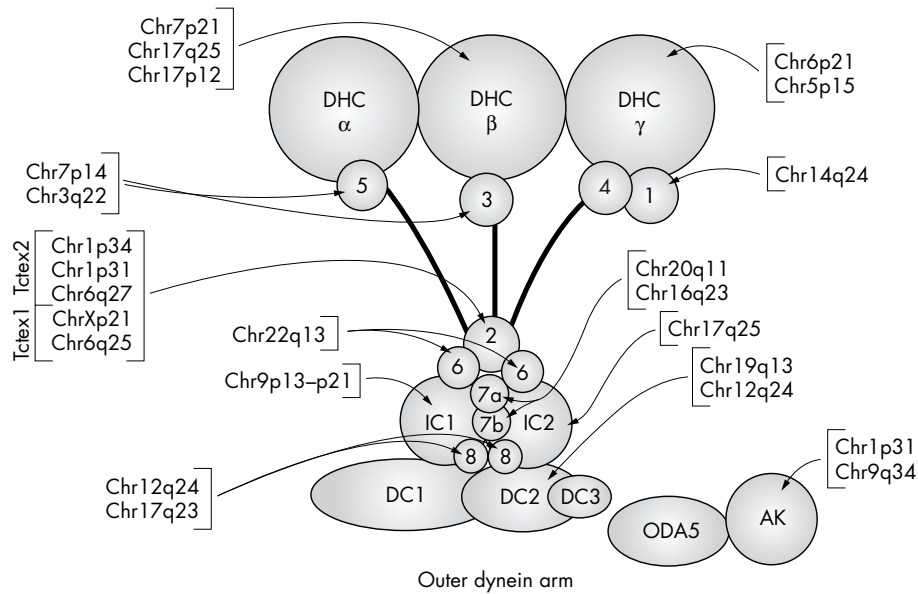 Chr7p21
Chr17q25
Chr17p12
DHC
α
DHC
β
DHC
γ
Chr6p21
Chr5p15
Chr7p14
Chr3q22
5
3
4
1
Chr14q24
Tctex2
Chr1p34
Chr1p31
Chr6q27
Tctex1
ChrXp21
Chr6q25
Chr20q11
Chr16q23
Chr22q13
2
Chr17q25
6
6
Chr19q13
Chr12q24
Chr9p13–p21
7a
IC1
7b
IC2
8
8
Chr12q24
Chr17q23
DC1
DC2
DC3
Chr1p31
Chr9q34
ODA5
AK
Outer dynein arm